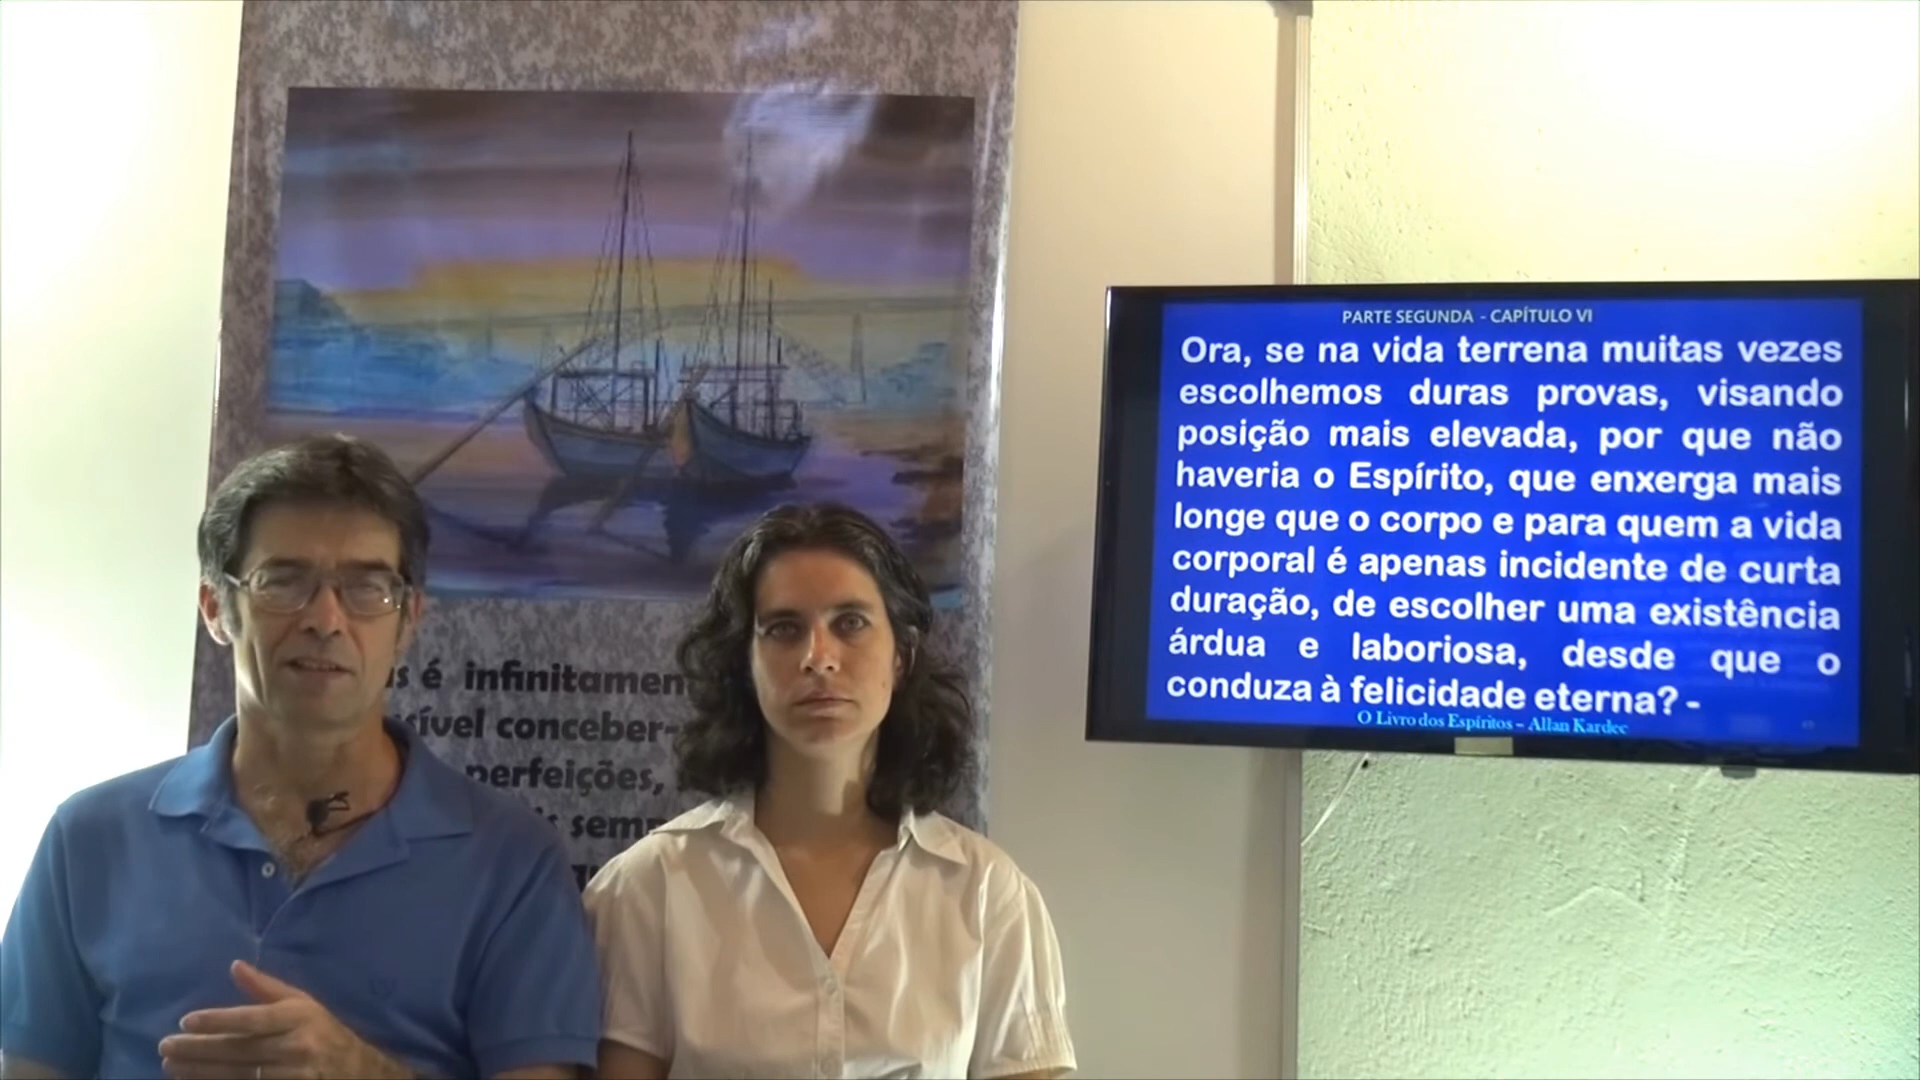 is é infinitamen
sível conceber-
perfeições,
sem
PARTE SEGUNDA - CAPÍTULO VI
Ora, se na vida terrena muitas vezes
escolhemos duras provas, visando
posição mais elevada, por que não
haveria o Espírito, que enxerga mais
longe que o corpo e para quem a vida
corporal é apenas incidente de curta
duração, de escolher uma existência
árdua e laboriosa, desde que o
conduza à felicidade eterna? -
O Livro dos Espíritos – Allan Kardec